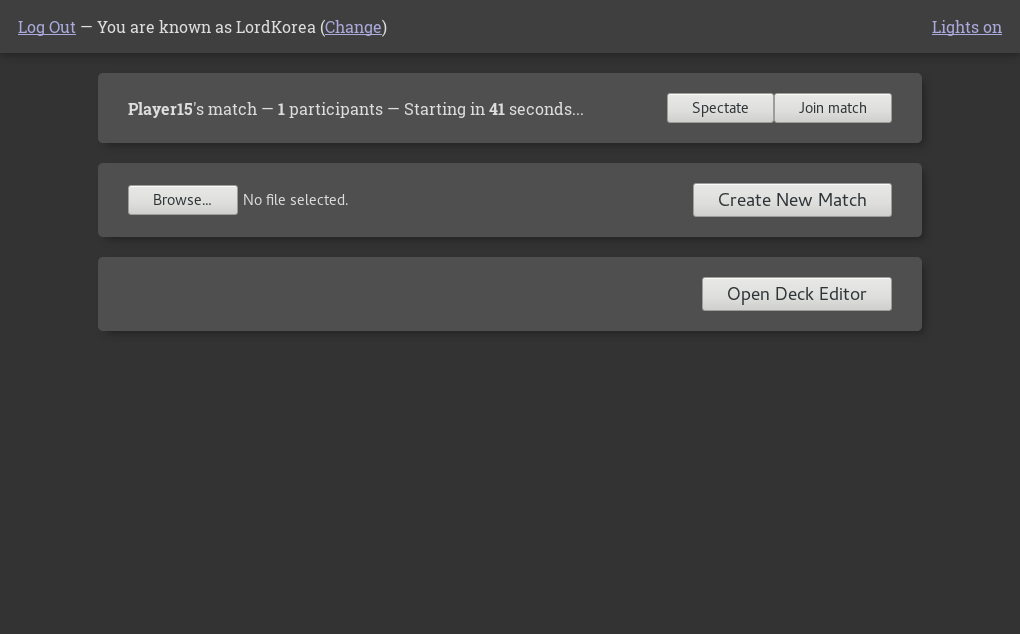 Log Out — You are known as LordKorea (Change)
Lights on
Player15's match — 1 participants — Starting in 41 seconds...
Spectate
Join match
Browse...
No file selected.
Create New Match
Open Deck Editor